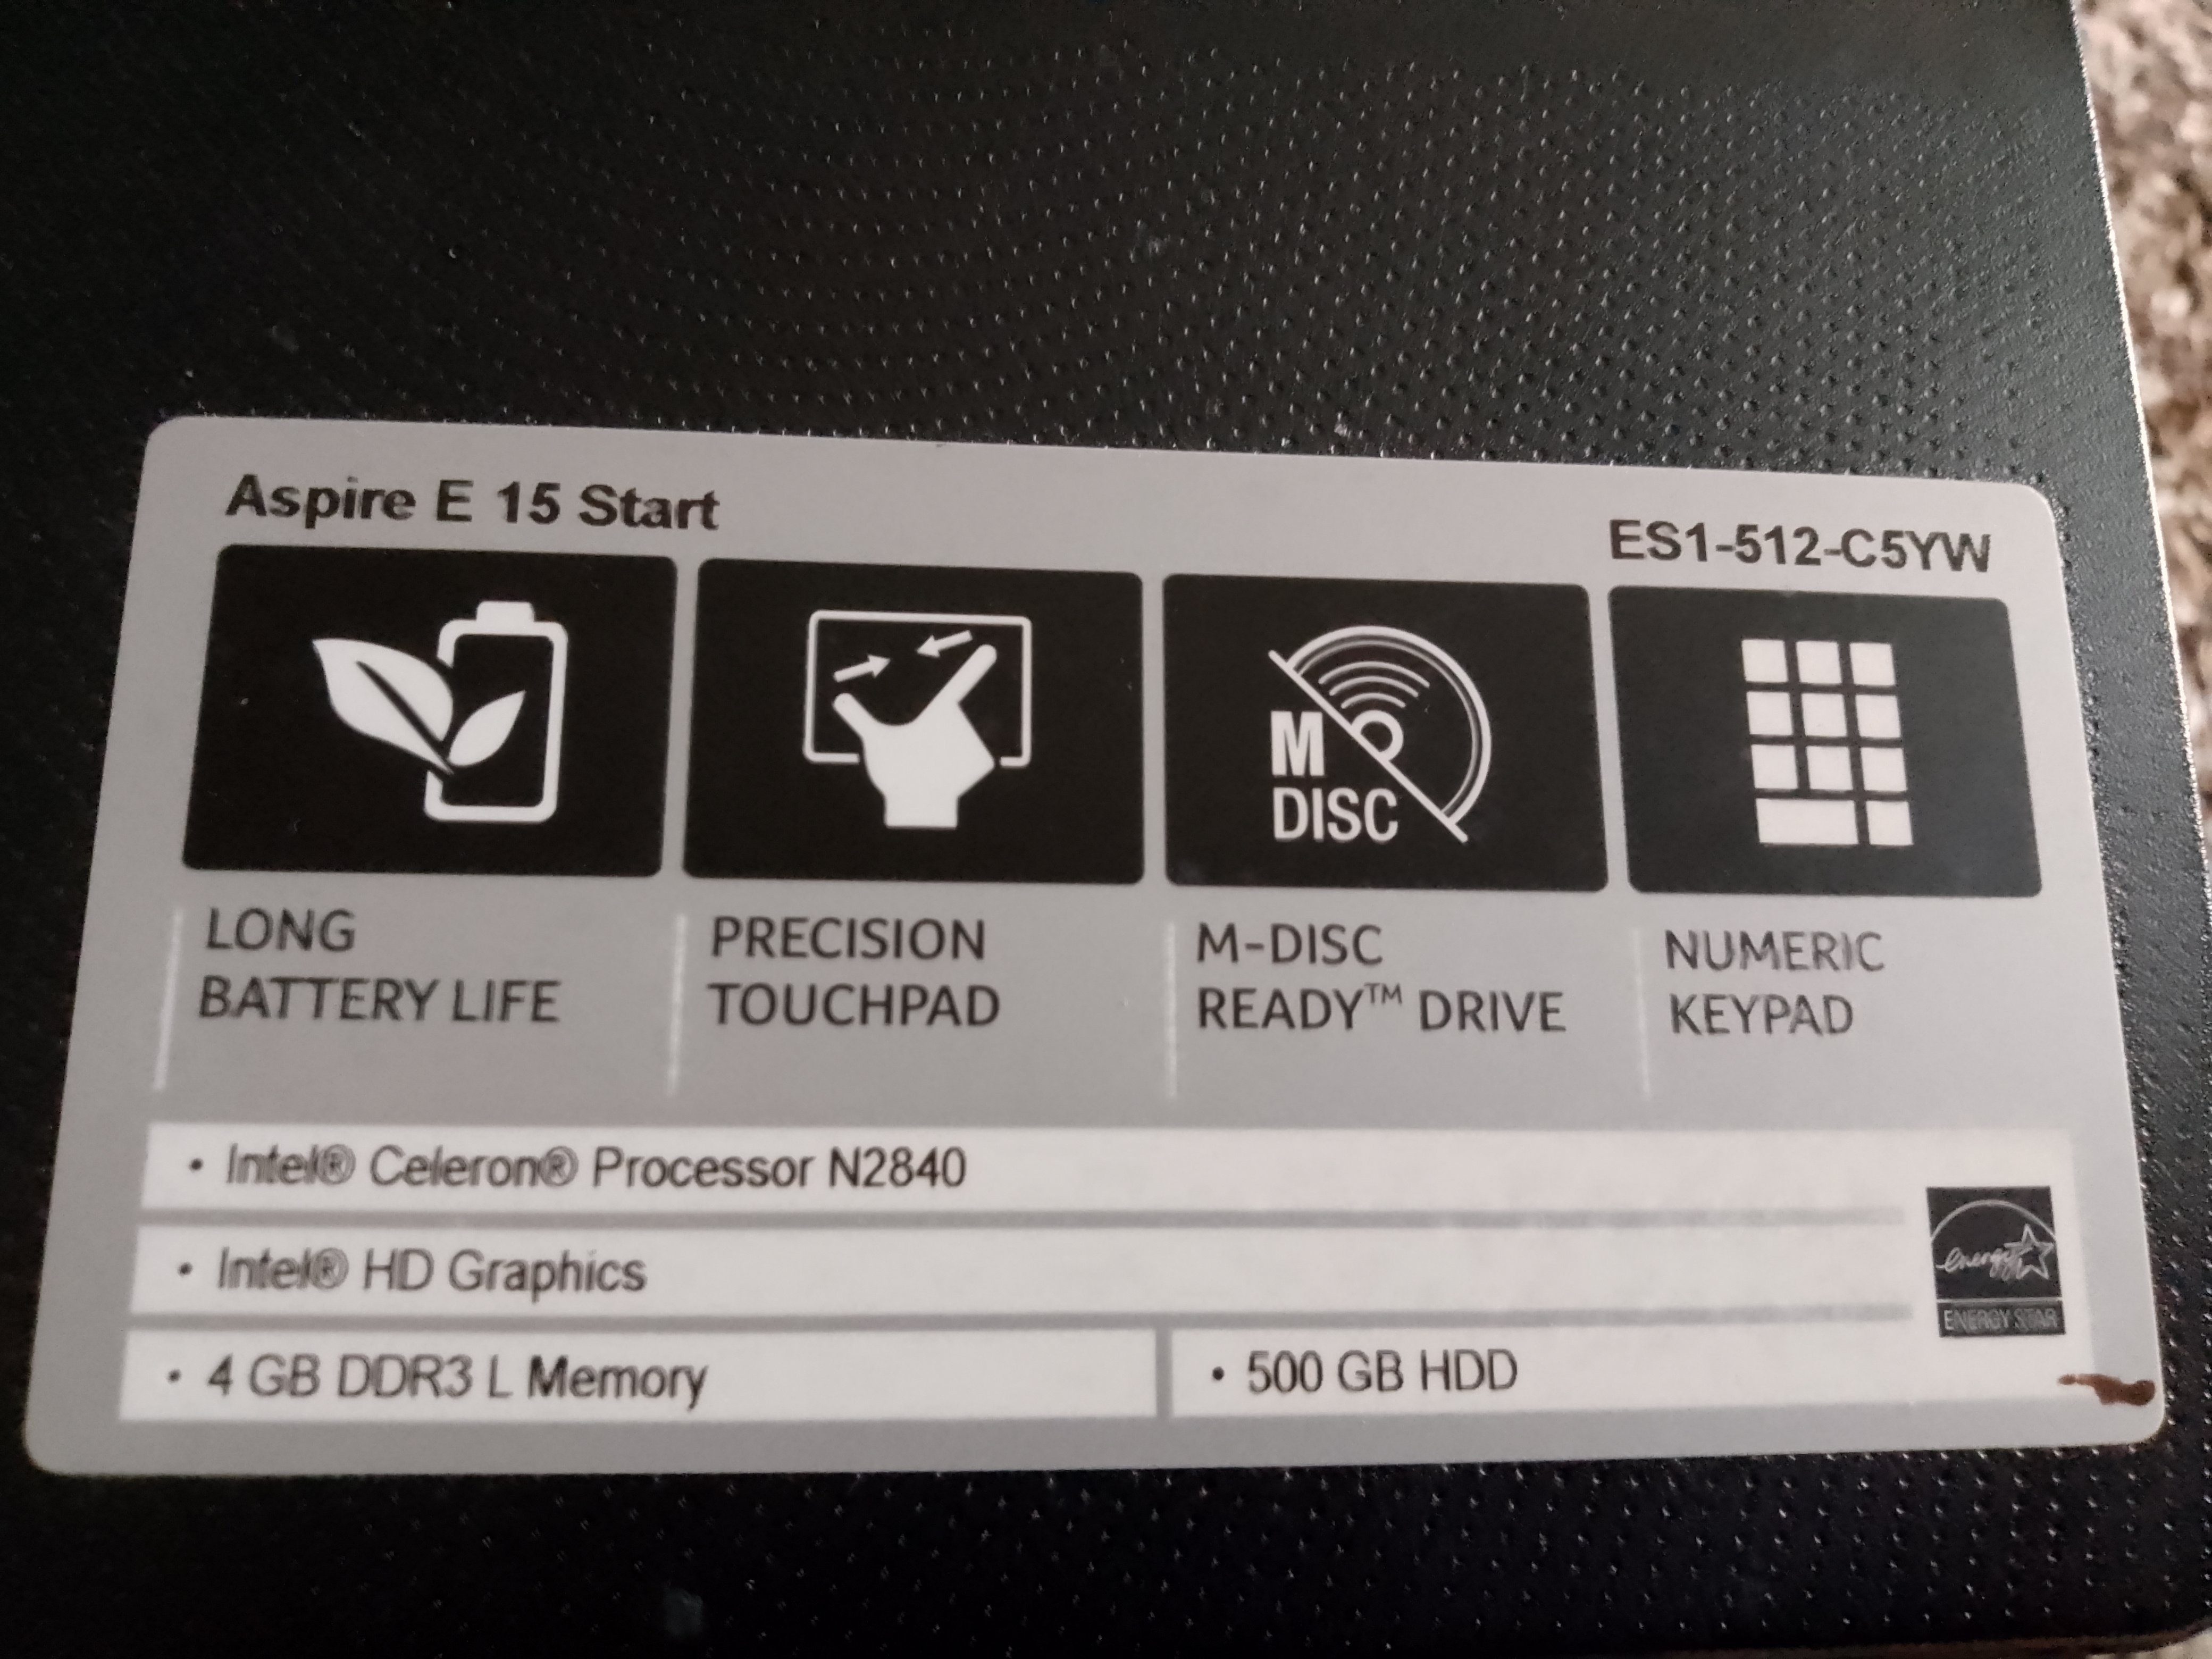 Aspire E 15 Start
ES1-512-C5YW
M
DISC
LONG
BATTERY LIFE
PRECISION
TOUCHPAD
M-DISC
READY™ DRIVE
NUMERIC
KEYPAD
• Intel® Celeron® Processor N2840
• Intel® HD Graphics
energy
ENERGY STAR
• 4 GB DDR3 L Memory
• 500 GB HDD